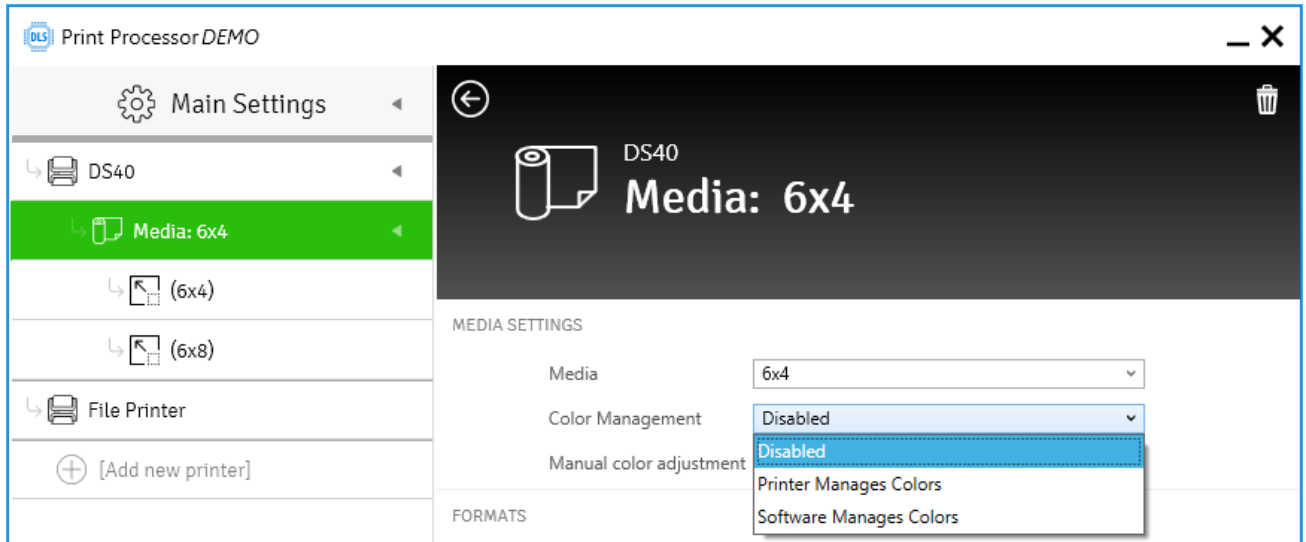 DLS Print Processor DEMO
Main Settings
DS40
Media: 6x4
(6x4)
(6x8)
File Printer
[Add new printer]
DS40
Media: 6x4
MEDIA SETTINGS
Media 6x4
Color Management Disabled
Manual color adjustment
Disabled
Printer Manages Colors
Software Manages Colors
FORMATS